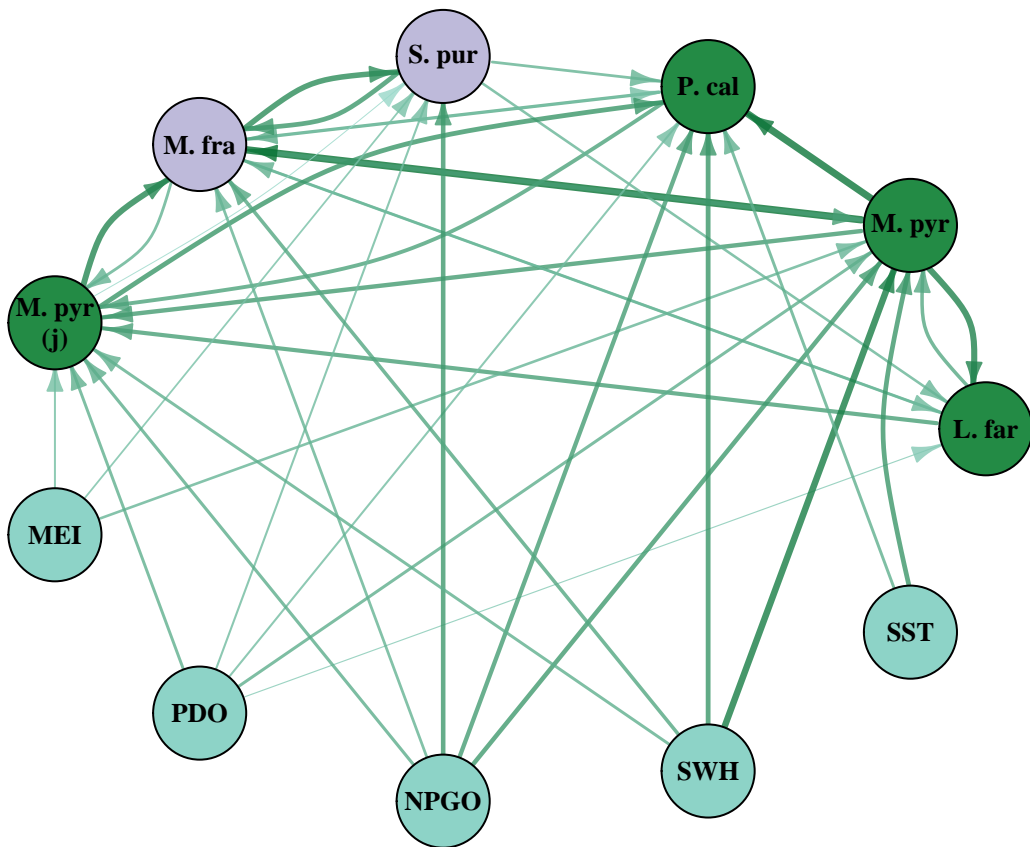 S. pur
P. cal
M. fra
M. pyr
M. pyr
(j)
L. far
MEI
SST
PDO
SWH
NPGO